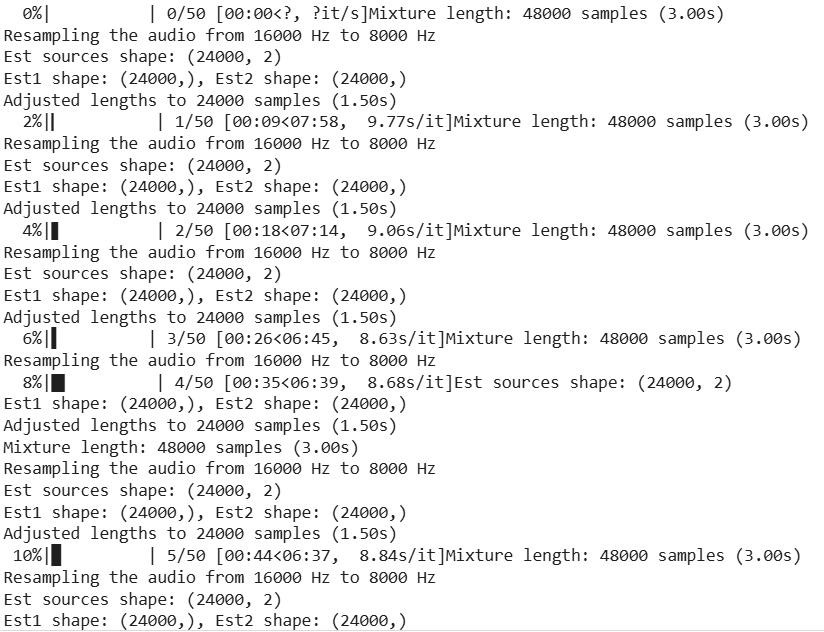 0%| | 0/50 [00:00<?, ?it/s]Mixture length: 48000 samples (3.00s)
Resampling the audio from 16000 Hz to 8000 Hz
Est sources shape: (24000, 2)
Est1 shape: (24000,), Est2 shape: (24000,)
Adjusted lengths to 24000 samples (1.50s)
2%|▏ | 1/50 [00:09<07:58, 9.77s/it]Mixture length: 48000 samples (3.00s)
Resampling the audio from 16000 Hz to 8000 Hz
Est sources shape: (24000, 2)
Est1 shape: (24000,), Est2 shape: (24000,)
Adjusted lengths to 24000 samples (1.50s)
4%|▍ | 2/50 [00:18<07:14, 9.06s/it]Mixture length: 48000 samples (3.00s)
Resampling the audio from 16000 Hz to 8000 Hz
Est sources shape: (24000, 2)
Est1 shape: (24000,), Est2 shape: (24000,)
Adjusted lengths to 24000 samples (1.50s)
6%|▌ | 3/50 [00:26<06:45, 8.63s/it]Mixture length: 48000 samples (3.00s)
Resampling the audio from 16000 Hz to 8000 Hz
8%|▊ | 4/50 [00:35<06:39, 8.68s/it]Est sources shape: (24000, 2)
Est1 shape: (24000,), Est2 shape: (24000,)
Adjusted lengths to 24000 samples (1.50s)
Mixture length: 48000 samples (3.00s)
Resampling the audio from 16000 Hz to 8000 Hz
Est sources shape: (24000, 2)
Est1 shape: (24000,), Est2 shape: (24000,)
Adjusted lengths to 24000 samples (1.50s)
10%|█ | 5/50 [00:44<06:37, 8.84s/it]Mixture length: 48000 samples (3.00s)
Resampling the audio from 16000 Hz to 8000 Hz
Est sources shape: (24000, 2)
Est1 shape: (24000,), Est2 shape: (24000,)